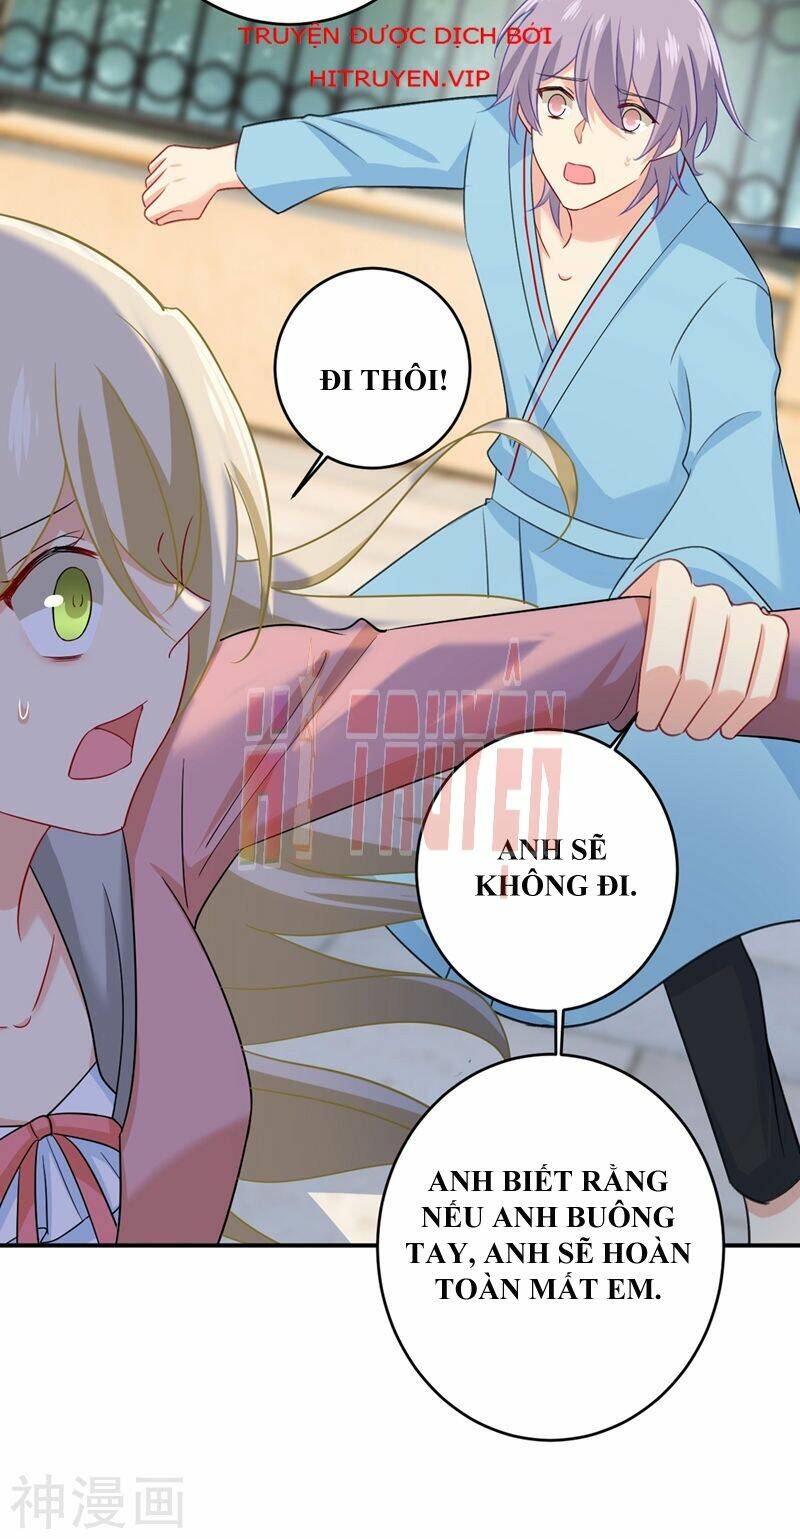 TRUYỆN ĐƯỢC DỊCH BỞI
HITRUYEN.VIP
ĐI THÔI!
ANH SẼ
KHÔNG ĐI.
ANH BIẾT RẰNG
NẾU ANH BUÔNG
TAY, ANH SẼ HOÀN
TOÀN MẤT EM.
神漫画